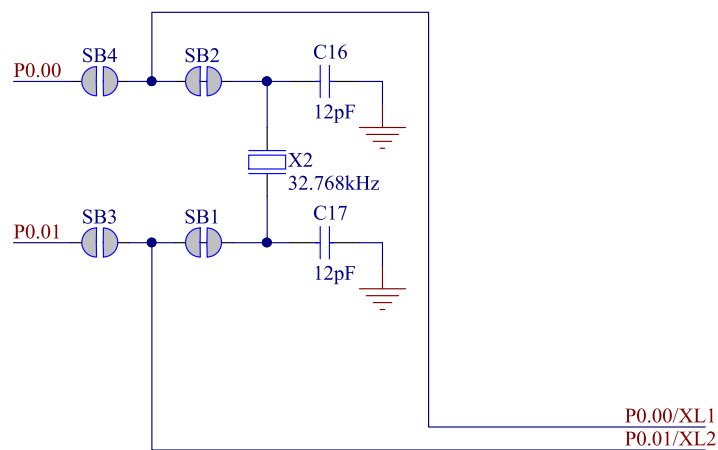 SB4
SB2
C16
P0.00
12pF
X2
32.768kHz
SB3
SB1
C17
P0.01
12pF
P0.00/XL1
P0.01/XL2